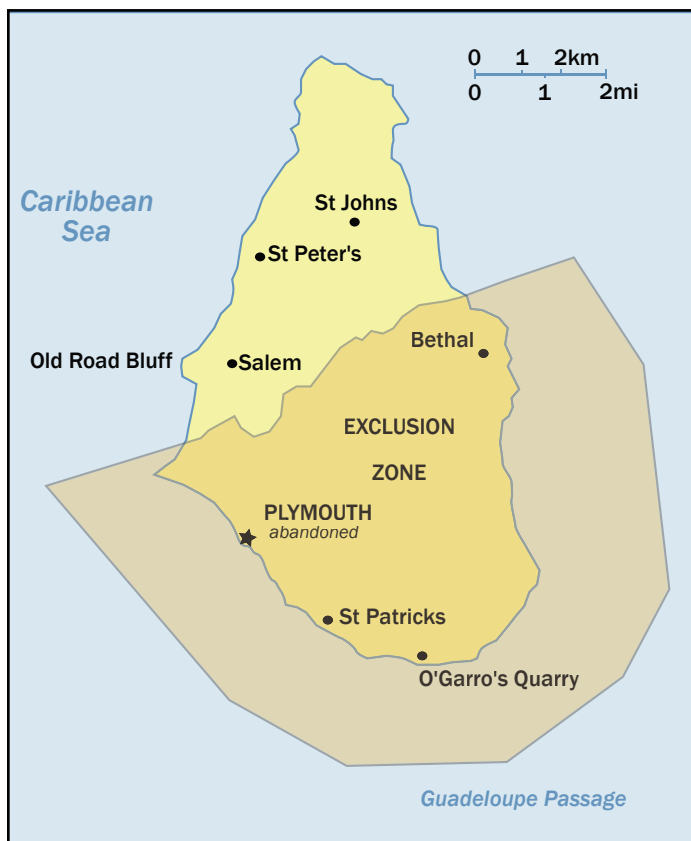 0 1 2km
0 1 2mi
Caribbean
Sea
St Johns
St Peter's
Old Road Bluff
Salem
Bethal
EXCLUSION
ZONE
PLYMOUTH
abandoned
St Patricks
O'Garro's Quarry
Guadeloupe Passage